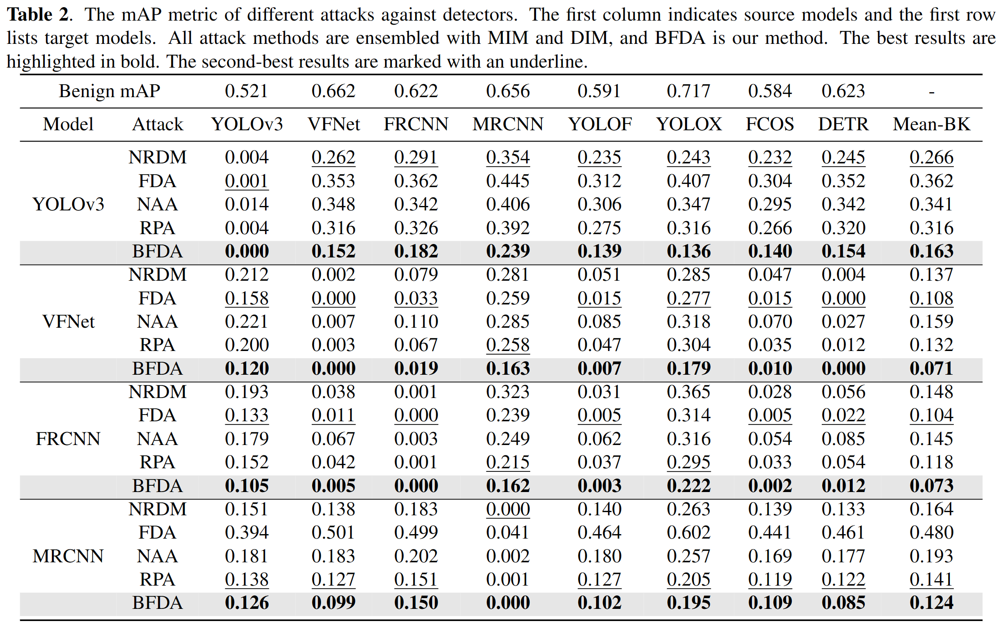 Table 2. The mAP metric of different attacks against detectors. The first column indicates source models and the first row
lists target models. All attack methods are ensembled with MIM and DIM, and BFDA is our method. The best results are
highlighted in bold. The second-best results are marked with an underline.
Benign mAP 0.521 0.662 0.622 0.656 0.591 0.717 0.584 0.623 -
Model Attack YOLOv3 VFNet FRCNN MRCNN YOLOF YOLOX FCOS DETR Mean-BK
NRDM 0.004 0.262 0.291 0.354 0.235 0.243 0.232 0.245 0.266
FDA 0.001 0.353 0.362 0.445 0.312 0.407 0.304 0.352 0.362
YOLOv3 NAA 0.014 0.348 0.342 0.406 0.306 0.347 0.295 0.342 0.341
RPA 0.004 0.316 0.326 0.392 0.275 0.316 0.266 0.320 0.316
BFDA 0.000 0.152 0.182 0.239 0.139 0.136 0.140 0.154 0.163
NRDM 0.212 0.002 0.079 0.281 0.051 0.285 0.047 0.004 0.137
FDA 0.158 0.000 0.033 0.259 0.015 0.277 0.015 0.000 0.108
VFNet NAA 0.221 0.007 0.110 0.285 0.085 0.318 0.070 0.027 0.159
RPA 0.200 0.003 0.067 0.258 0.047 0.304 0.035 0.012 0.132
BFDA 0.120 0.000 0.019 0.163 0.007 0.179 0.010 0.000 0.071
NRDM 0.193 0.038 0.001 0.323 0.031 0.365 0.028 0.056 0.148
FDA 0.133 0.011 0.000 0.239 0.005 0.314 0.005 0.022 0.104
FRCNN NAA 0.179 0.067 0.003 0.249 0.062 0.316 0.054 0.085 0.145
RPA 0.152 0.042 0.001 0.215 0.037 0.295 0.033 0.054 0.118
BFDA 0.105 0.005 0.000 0.162 0.003 0.222 0.002 0.012 0.073
NRDM 0.151 0.138 0.183 0.000 0.140 0.263 0.139 0.133 0.164
FDA 0.394 0.501 0.499 0.041 0.464 0.602 0.441 0.461 0.480
MRCNN NAA 0.181 0.183 0.202 0.002 0.180 0.257 0.169 0.177 0.193
RPA 0.138 0.127 0.151 0.001 0.127 0.205 0.119 0.122 0.141
BFDA 0.126 0.099 0.150 0.000 0.102 0.195 0.109 0.085 0.124